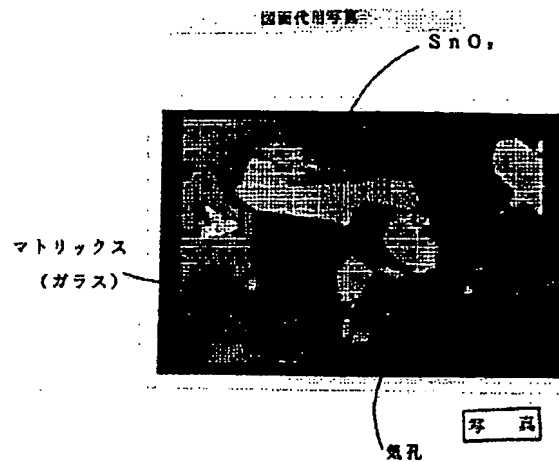 図面代用写真
SnO₂
マトリックス
(ガラス)
気孔
写 真